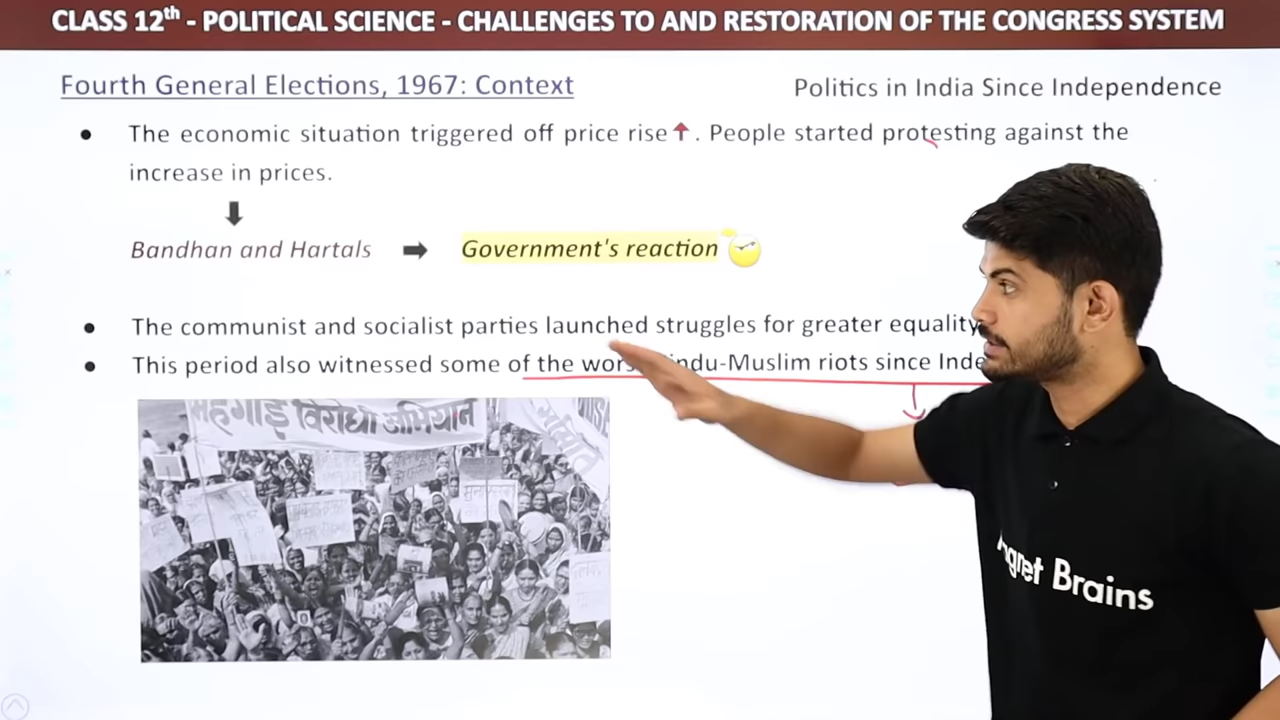 CLASS 12th - POLITICAL SCIENCE - CHALLENGES TO AND RESTORATION OF THE CONGRESS SYSTEM
Fourth General Elections, 1967: Context
Politics in India Since Independence
The economic situation triggered off price rise. People started protesting against the
increase in prices.
Bandhan and Hartals
Government's reaction
The communist and socialist parties launched struggles for greater equality
This period also witnessed some of the Hindu-Muslim riots since
महगाई विरोधी अभियान
Brains